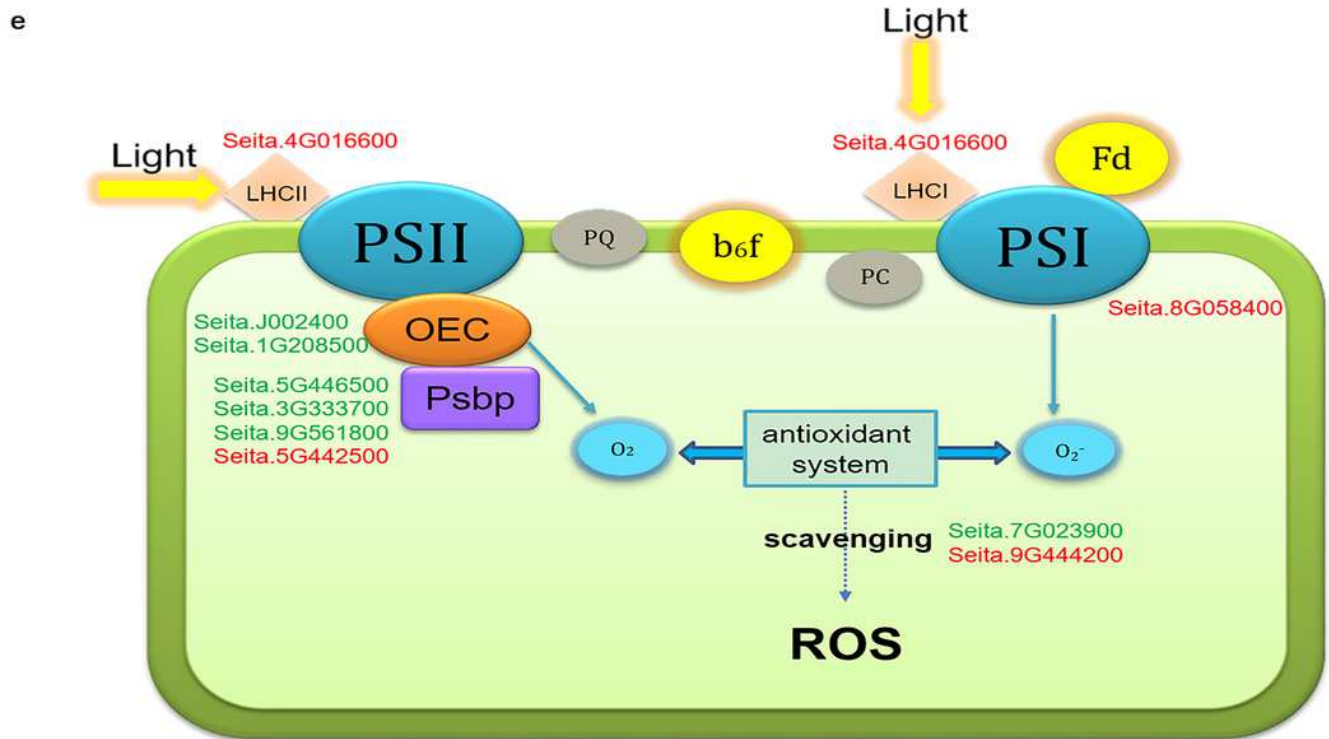 e
Light
Light
Seita.4G016600
Seita.4G016600
Fd
LHCII
LHCI
PSII
PQ
b₆f
PC
PSI
Seita.8G058400
Seita.J002400
Seita.1G208500
OEC
Seita.5G446500
Seita.3G333700
Seita.9G561800
Seita.5G442500
Psbp
O₂
antioxidant
system
O₂⁻
scavenging
Seita.7G023900
Seita.9G444200
ROS